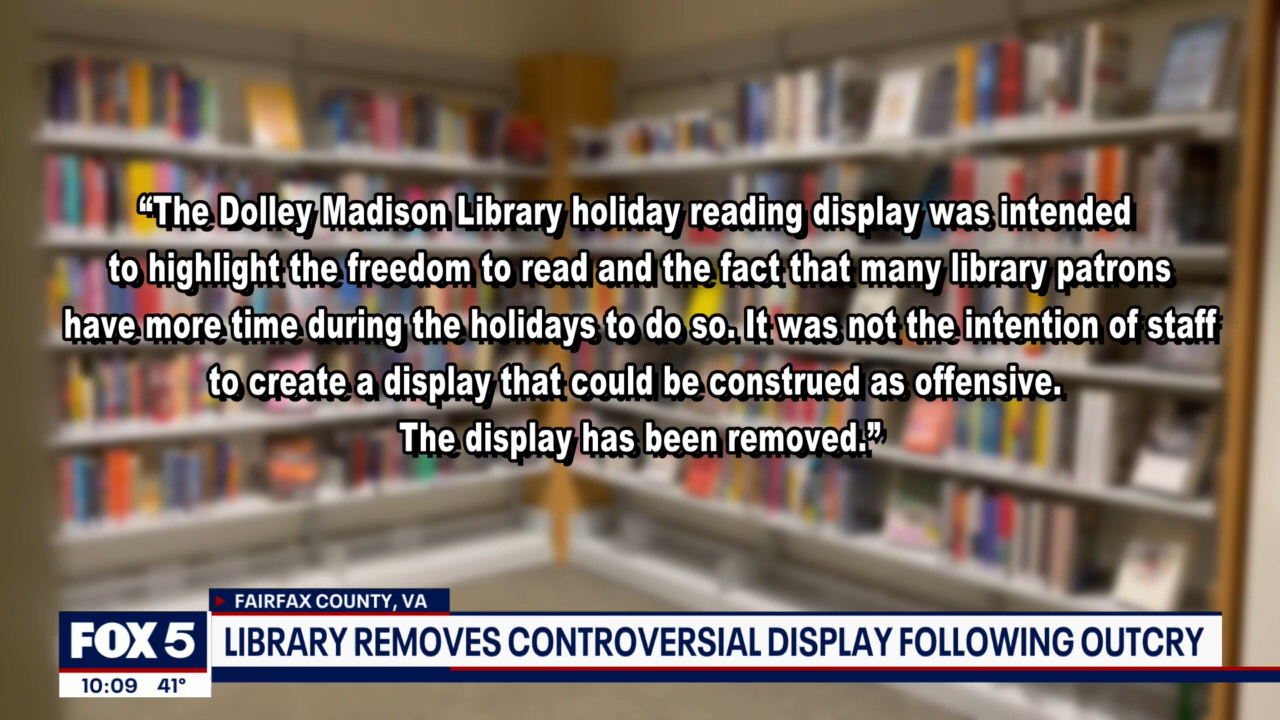 “The Dolley Madison Library holiday reading display was intended
to highlight the freedom to read and the fact that many library patrons
have more time during the holidays to do so. It was not the intention of staff
to create a display that could be construed as offensive.
The display has been removed.”
FAIRFAX COUNTY, VA
FOX 5
LIBRARY REMOVES CONTROVERSIAL DISPLAY FOLLOWING OUTCRY
10:09 41°